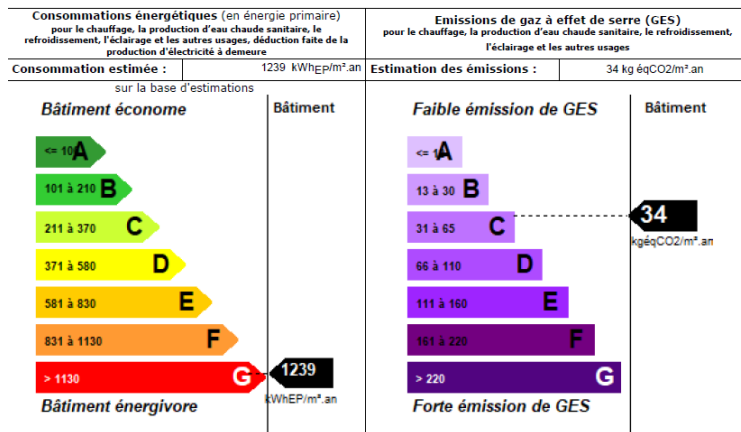 Consommations énergétiques (en énergie primaire)
pour le chauffage, la production d'eau chaude sanitaire, le
refroidissement, l'éclairage et les autres usages, déduction faite de la
production d'électricité à demeure
Consommation estimée : 1239 kWhEP/m².an
sur la base d'estimations
Bâtiment économe Bâtiment
<= 10 A
101 à 210 B
211 à 370 C
371 à 580 D
581 à 830 E
831 à 1130 F
> 1130 G 1239
kWhEP/m².an
Bâtiment énergivore
Emissions de gaz à effet de serre (GES)
pour le chauffage, la production d'eau chaude sanitaire, le refroidissement,
l'éclairage et les autres usages
Estimation des émissions : 34 kg éqCO2/m².an
Faible émission de GES Bâtiment
<= 1 A
13 à 30 B
31 à 65 C 34
kgéqCO2/m².an
66 à 110 D
111 à 160 E
161 à 220 F
> 220 G
Forte émission de GES